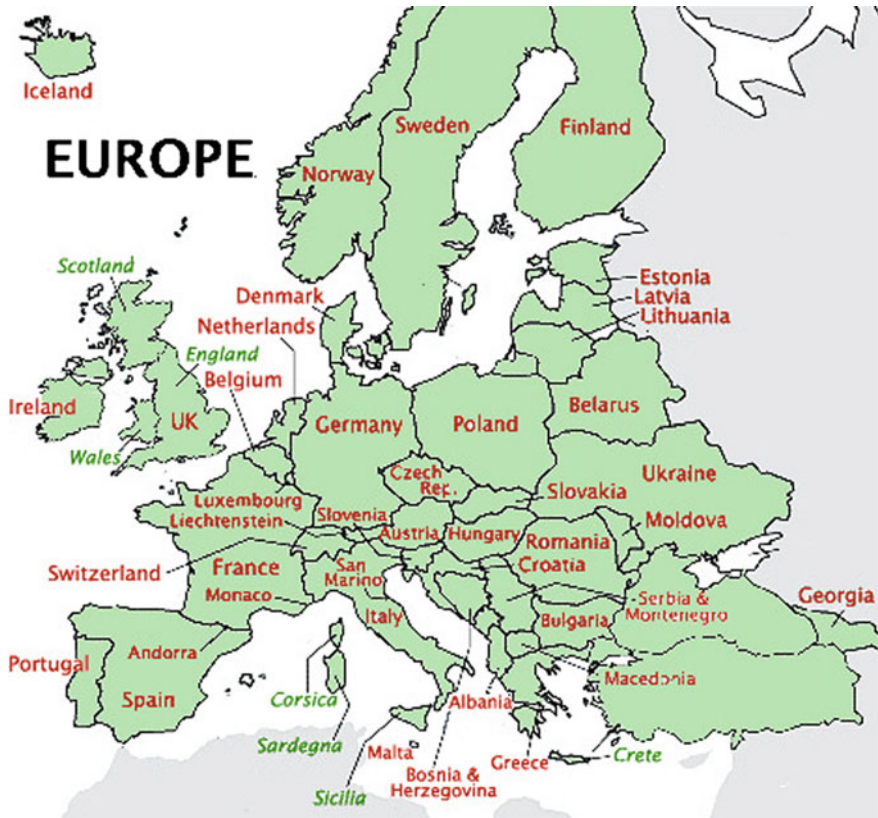 Iceland
EUROPE
Sweden
Finland
Norway
Scotland
Denmark
Netherlands
England
Belgium
Estonia
Latvia
Lithuania
Ireland
UK
Wales
Germany
Poland
Belarus
Czech
Rep.
Ukraine
Luxembourg
Liechtenstein
Slovenia
Slovakia
Moldova
Austria
Hungary
Romania
Croatia
Switzerland
France
San
Marino
Monaco
Serbia &
Montenegro
Georgia
Italy
Bulgaria
Portugal
Andorra
Spain
Corsica
Albania
Macedonia
Sardegna
Malta
Sicilia
Bosnia &
Herzegovina
Greece
Crete